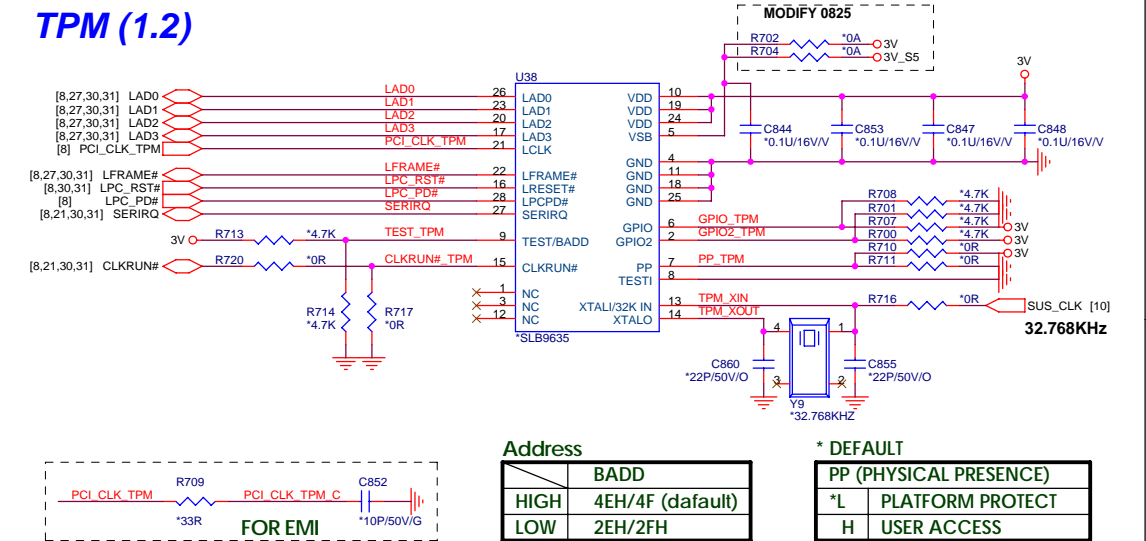 TPM (1.2)
MODIFY 0825
R702 *0A 3V
R704 *0A 3V_S5
3V
U38
[8,27,30,31] LAD0 LAD0 26 LAD0
[8,27,30,31] LAD1 LAD1 23 LAD1
[8,27,30,31] LAD2 LAD2 20 LAD2
[8,27,30,31] LAD3 LAD3 17 LAD3
[8] PCI_CLK_TPM PCI_CLK_TPM 21 LCLK
[8,27,30,31] LFRAME# LFRAME# 22 LFRAME#
[8,30,31] LPC_RST# LPC_RST# 16 LRESET#
[8] LPC_PD# LPC_PD# 28 LPCPD#
[8,21,30,31] SERIRQ SERIRQ 27 SERIRQ
3V R713 *4.7K TEST_TPM 9 TEST/BADD
[8,21,30,31] CLKRUN# R720 *0R CLKRUN#_TPM 15 CLKRUN#
1 NC
3 NC
12 NC
R714 *4.7K
R717 *0R
*SLB9635
VDD 10
VDD 19
VDD 24
VSB 5
GND 4
GND 11
GND 18
GND 25
GPIO 6 GPIO_TPM
GPIO2 2 GPIO2_TPM
PP 7 PP_TPM
TESTI 8
XTALI/32K IN 13 TPM_XIN
XTALO 14 TPM_XOUT
C844 *0.1U/16V/V
C853 *0.1U/16V/V
C847 *0.1U/16V/V
C848 *0.1U/16V/V
R708 *4.7K
R701 *4.7K
R707 *4.7K 3V
R700 *4.7K 3V
R710 *0R 3V
R711 *0R
R716 *0R SUS_CLK [10]
32.768KHz
4 1
3 2
C860 *22P/50V/O
C855 *22P/50V/O
Y9
*32.768KHZ
PCI_CLK_TPM R709 *33R PCI_CLK_TPM_C C852 *10P/50V/G
FOR EMI
Address
BADD
HIGH 4EH/4F (dafault)
LOW 2EH/2FH
* DEFAULT
PP (PHYSICAL PRESENCE)
*L PLATFORM PROTECT
H USER ACCESS